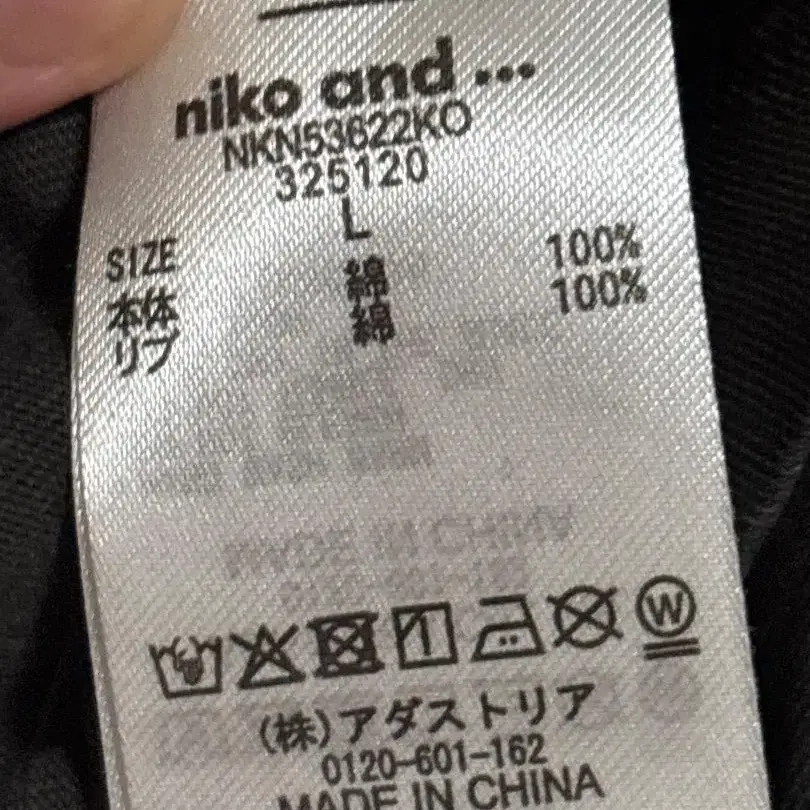 niko and ...
NKN53622KO
325120
SIZE L
本体 綿 100%
リブ 綿 100%
W
(株)アダストリア
0120-601-162
MADE IN CHINA